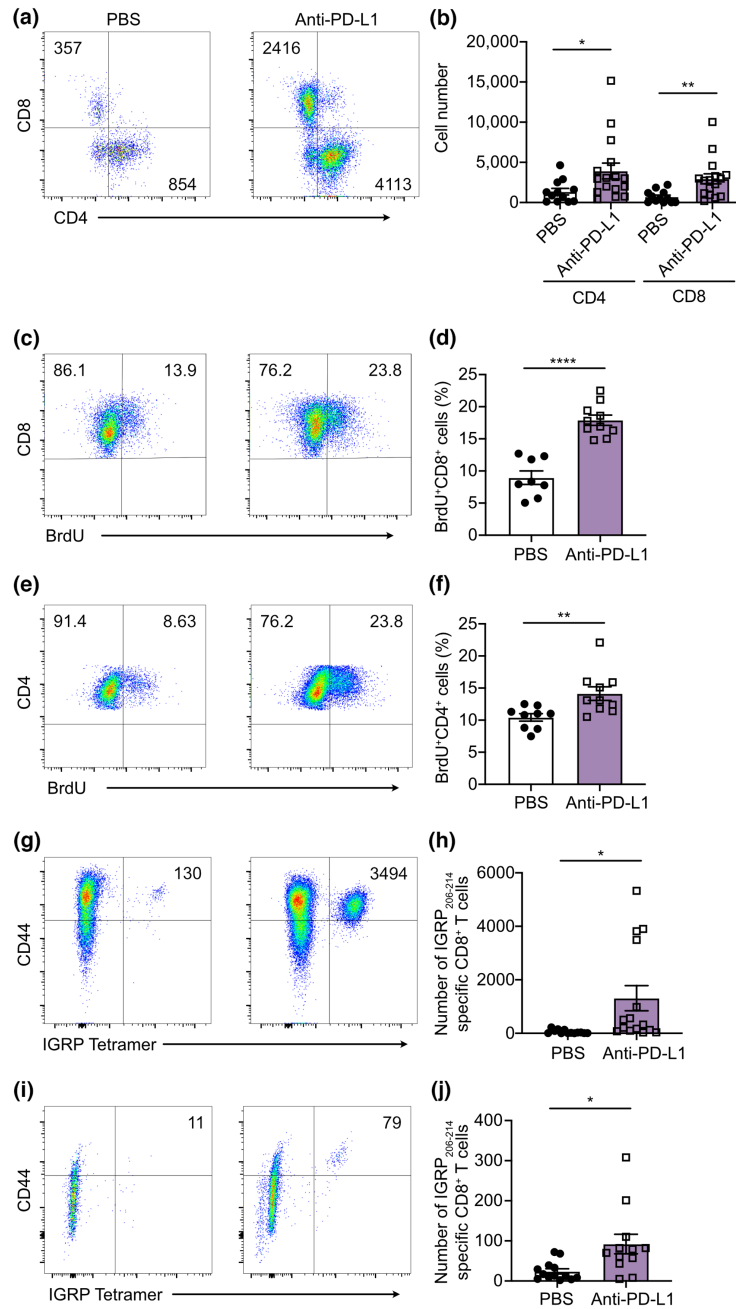 (a)
PBS
Anti-PD-L1
357
854
2416
4113
CD8
CD4
(b)
Cell number
20,000
15,000
10,000
5,000
0
*
**
PBS
Anti-PD-L1
PBS
Anti-PD-L1
CD4
CD8
(c)
86.1
13.9
76.2
23.8
CD8
BrdU
(d)
BrdU⁺CD8⁺ cells (%)
25
20
15
10
5
0
****
PBS
Anti-PD-L1
(e)
91.4
8.63
76.2
23.8
CD4
BrdU
(f)
BrdU⁺CD4⁺ cells (%)
25
20
15
10
5
0
**
PBS
Anti-PD-L1
(g)
130
3494
CD44
IGRP Tetramer
(h)
Number of IGRP₂₀₆₋₂₁₄
specific CD8⁺ T cells
6000
4000
2000
0
*
PBS
Anti-PD-L1
(i)
11
79
CD44
IGRP Tetramer
(j)
Number of IGRP₂₀₆₋₂₁₄
specific CD8⁺ T cells
400
300
200
100
0
*
PBS
Anti-PD-L1